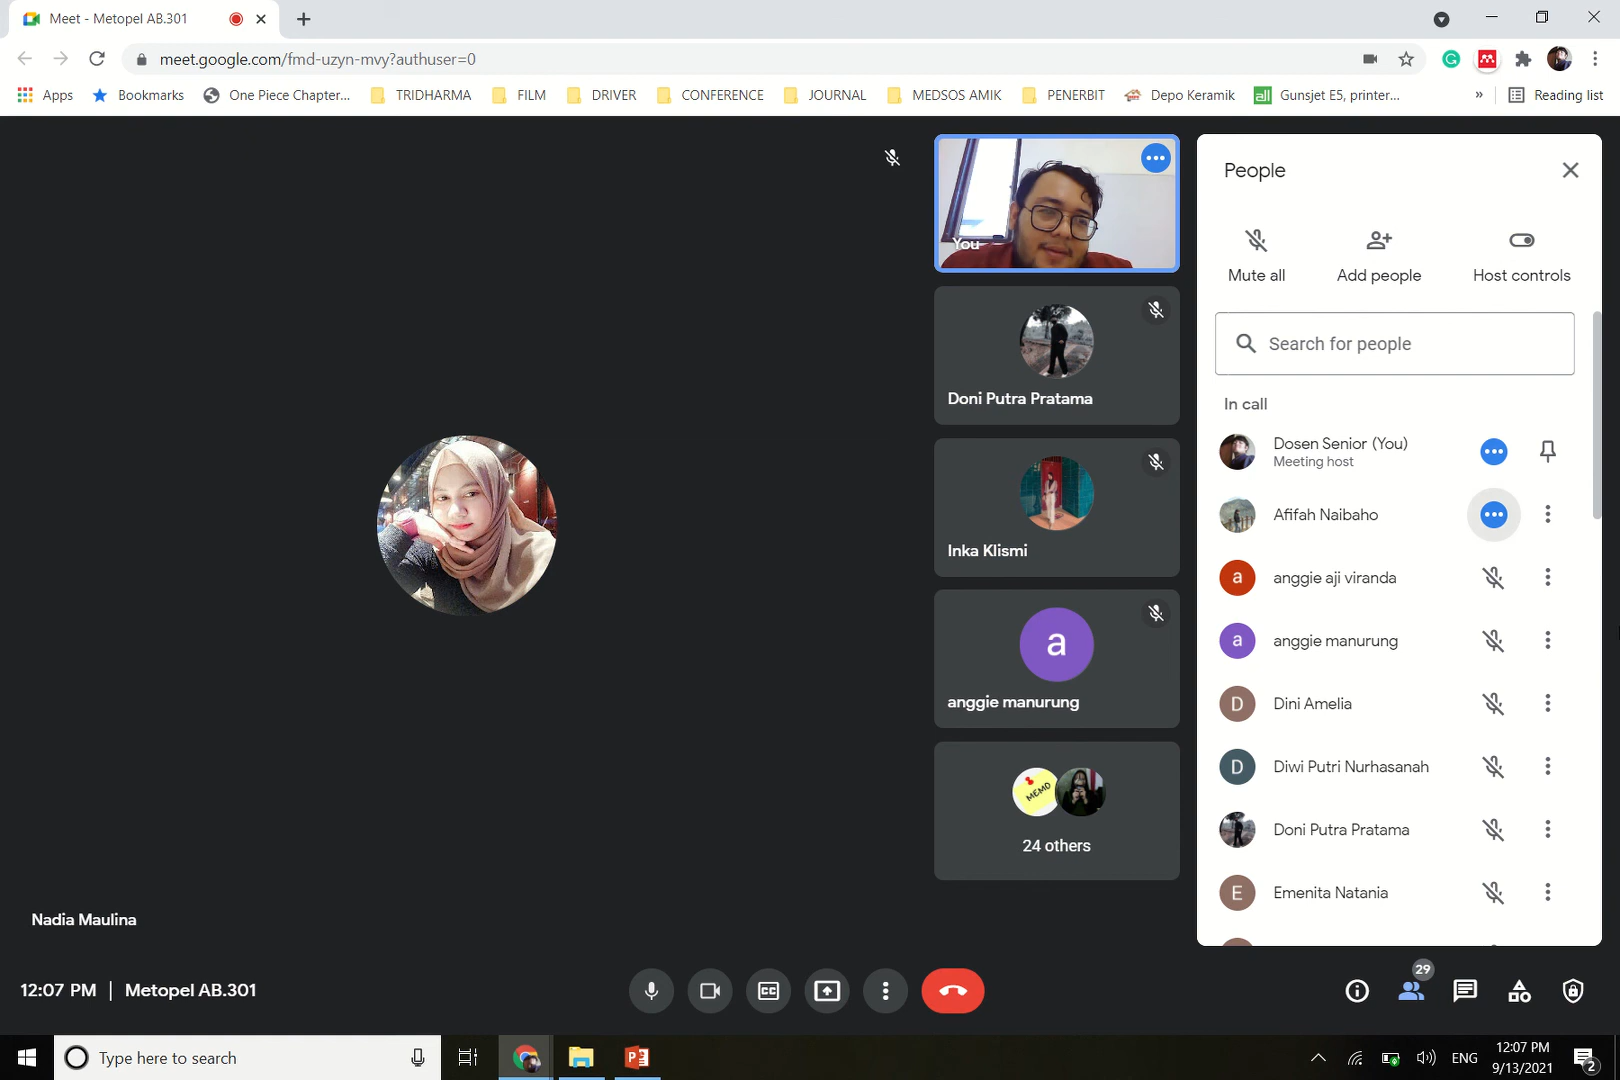 Meet - Metopel AB.301
meet.google.com/fmd-uzyn-mvy?authuser=0
Apps Bookmarks One Piece Chapter... TRIDHARMA FILM DRIVER CONFERENCE JOURNAL MEDSOS AMIK PENERBIT Depo Keramik all Gunsjet E5, printer... » Reading list
You
Doni Putra Pratama
Inka Klismi
a
anggie manurung
MEMO
24 others
Nadia Maulina
People
Mute all Add people Host controls
Search for people
In call
Dosen Senior (You)
Meeting host
Afifah Naibaho
a anggie aji viranda
a anggie manurung
D Dini Amelia
D Diwi Putri Nurhasanah
Doni Putra Pratama
E Emenita Natania
12:07 PM | Metopel AB.301
CC
29
Type here to search
P
ENG
12:07 PM
9/13/2021
2